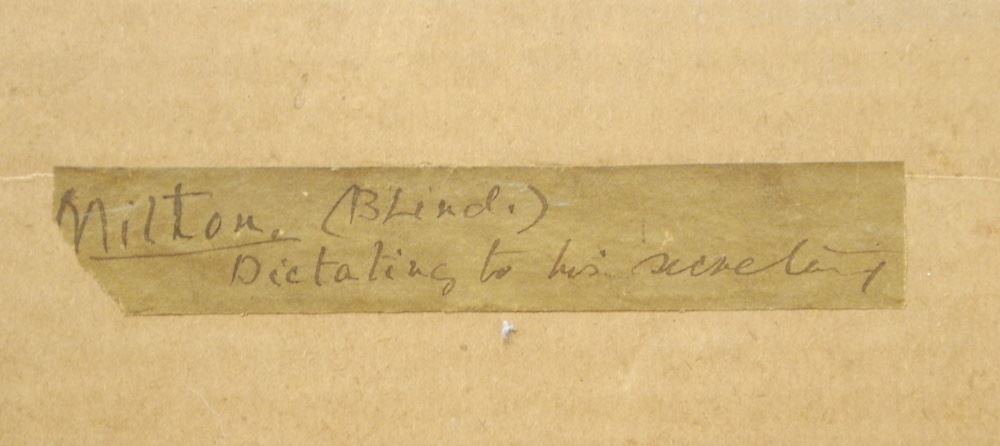 Milton. (Blind.)
Dictating to his secretary